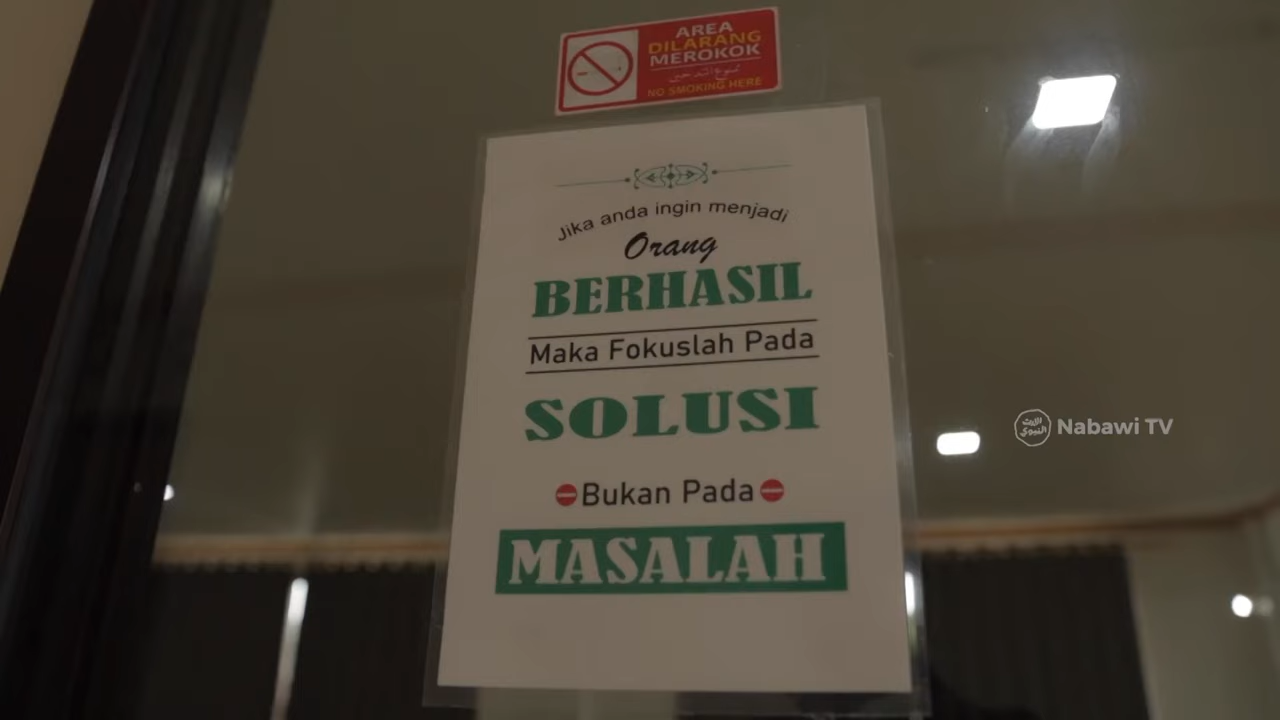 AREA
DILARANG
MEROKOK
NO SMOKING HERE
Jika anda ingin menjadi
Orang
BERHASIL
Maka Fokuslah Pada
SOLUSI
Bukan Pada
MASALAH
Nabawi TV